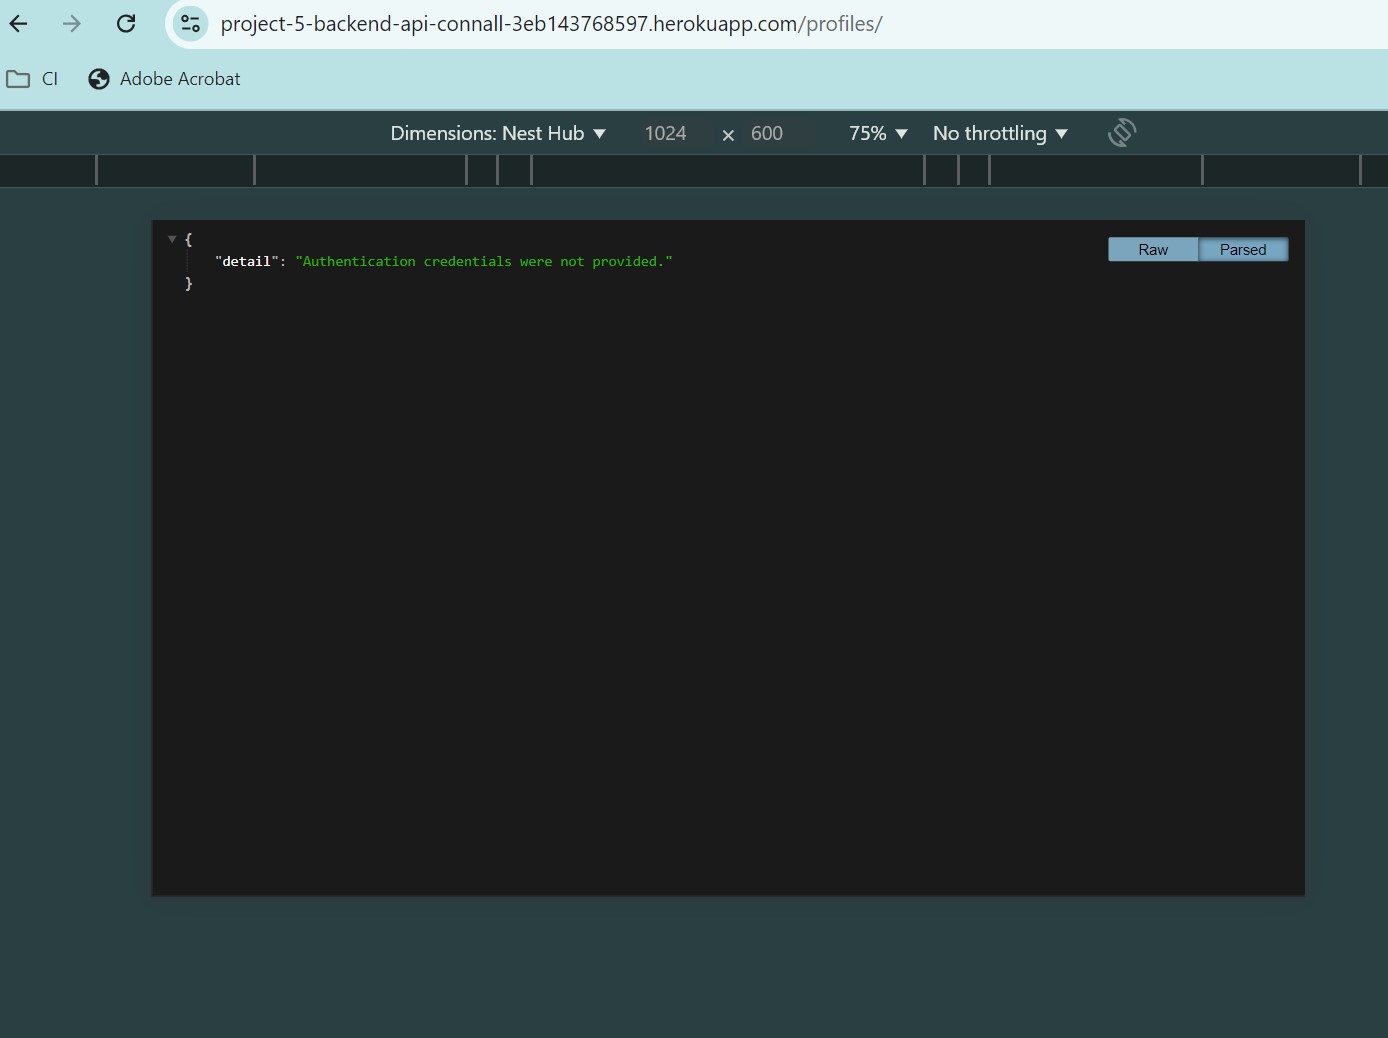 project-5-backend-api-connall-3eb143768597.herokuapp.com/profiles/
CI Adobe Acrobat
Dimensions: Nest Hub ▼ 1024 × 600 75% ▼ No throttling ▼
{
Raw Parsed
"detail": "Authentication credentials were not provided."
}